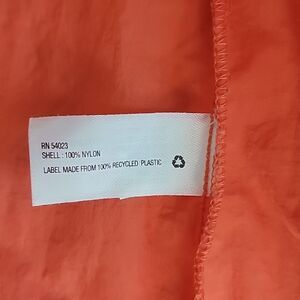 RN 54023
SHELL : 100% NYLON
LABEL MADE FROM 100% RECYCLED PLASTIC